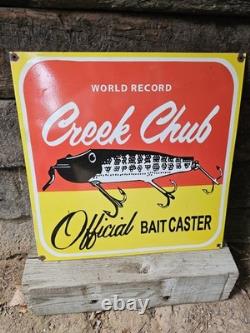 WORLD RECORD
Creek Chub
Official BAIT CASTER